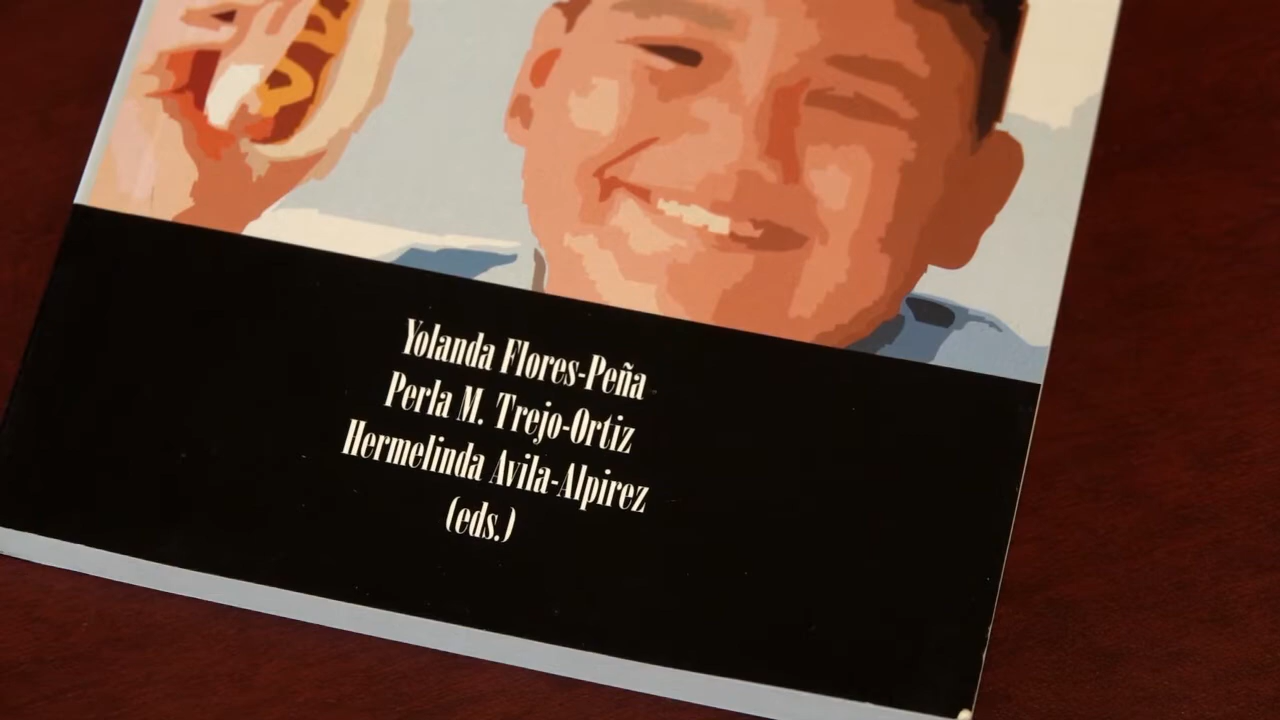 Yolanda Flores-Peña
Perla M. Trejo-Ortiz
Hermelinda Avila-Alpirez
(eds.)